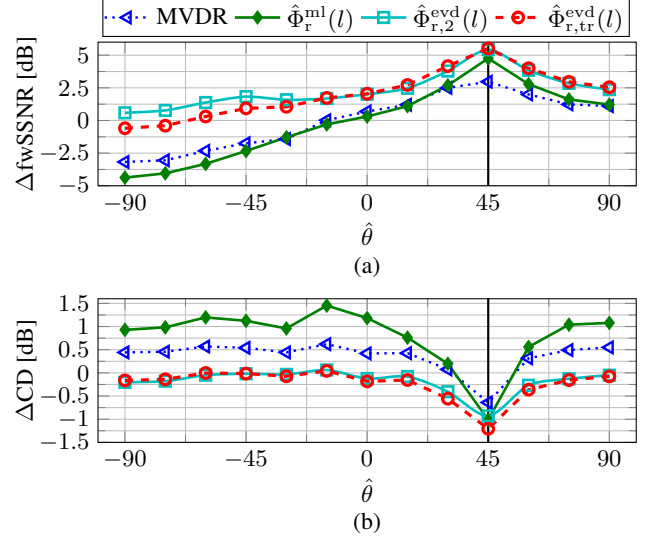 MVDR Φ̂_r^ml(l) Φ̂_r,2^evd(l) Φ̂_r,tr^evd(l)
ΔfwSSNR [dB]
5
2.5
0
−2.5
−5
−90 −45 0 45 90
θ̂
(a)
ΔCD [dB]
1.5
1
0.5
0
−0.5
−1
−1.5
−90 −45 0 45 90
θ̂
(b)